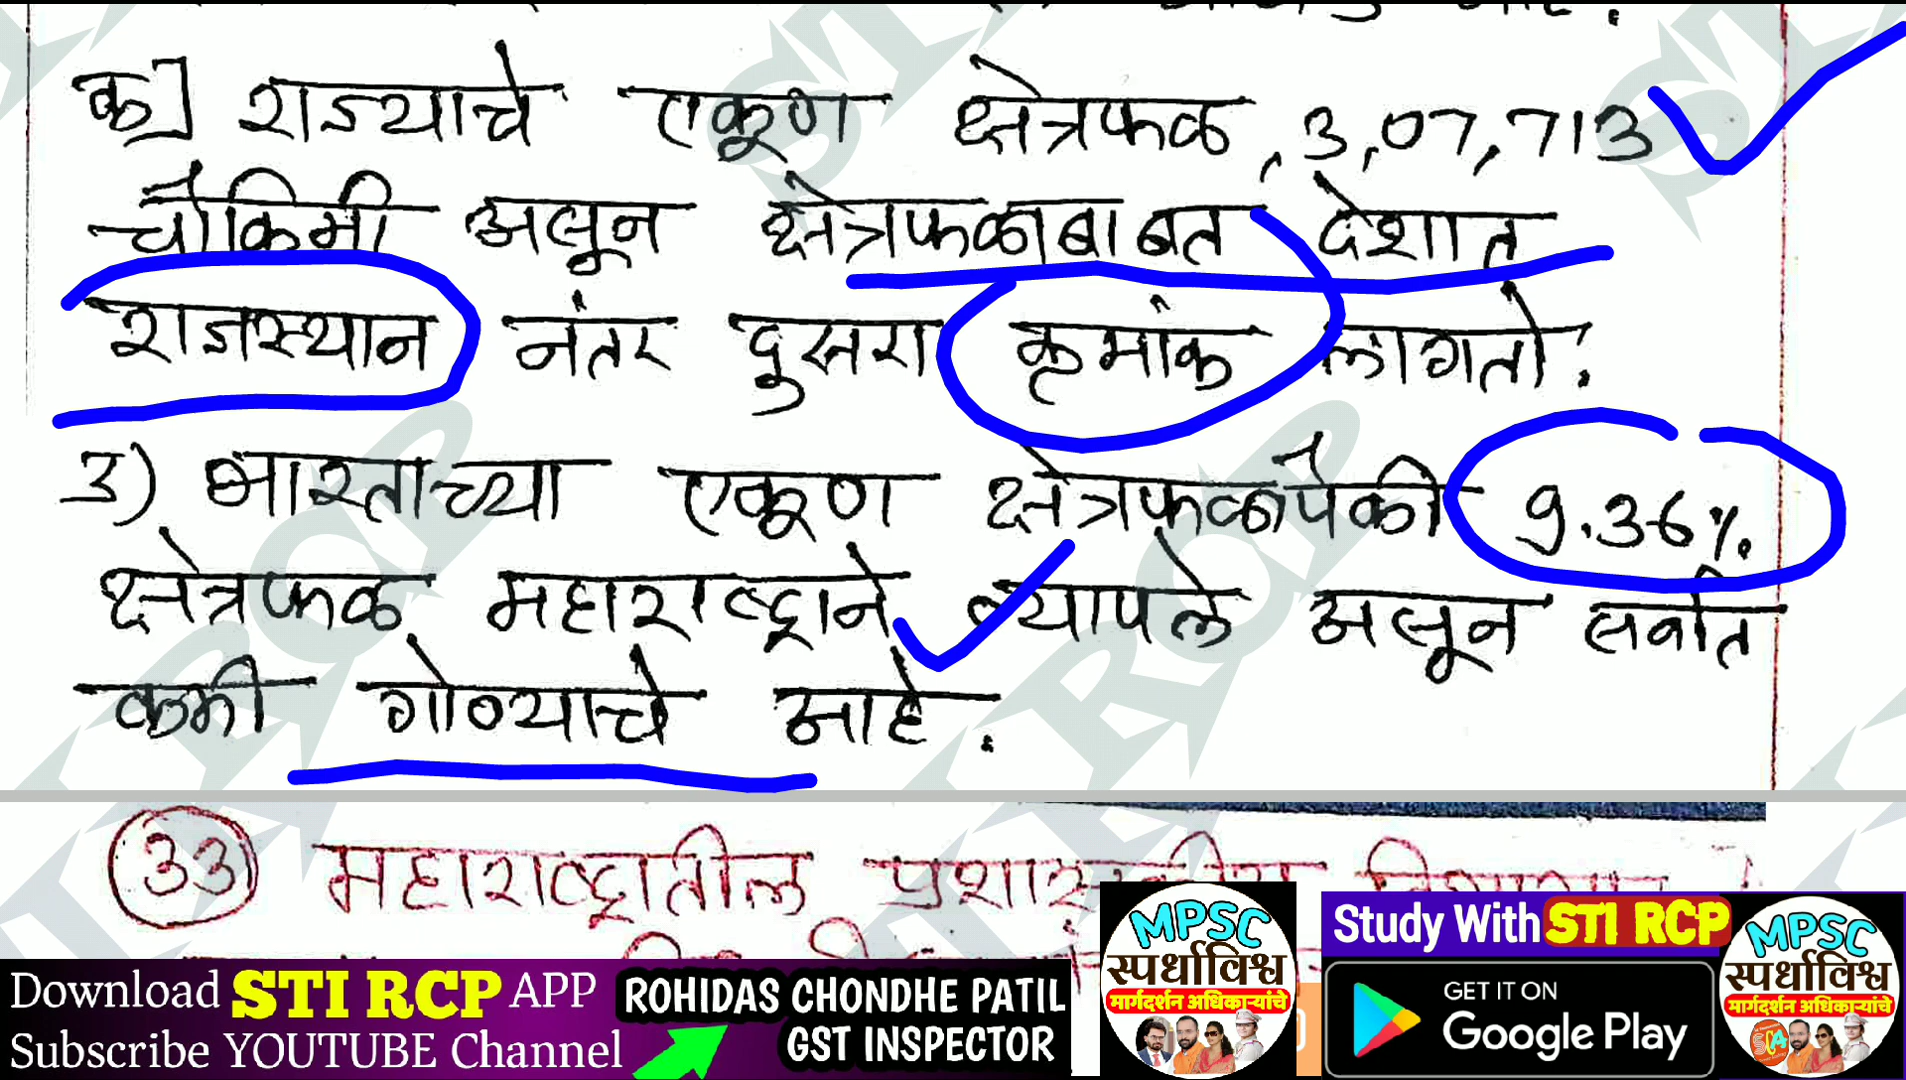 क] राज्याचे एकूण क्षेत्रफळ, 3,07,713
चौकिमी असून क्षेत्रफळाबाबत देशात
राजस्थान नंतर दुसरा क्रमांक लागतो.
3) भारताच्या एकूण क्षेत्रफळापैकी 9.36%
क्षेत्रफळ महाराष्ट्राने व्यापले असून सर्वात
कमी गोव्याचे आहे.
33 महाराष्ट्रातील
MPSC
स्पर्धाविश्व
मार्गदर्शन अधिकाऱ्यांचे
Study With STI RCP
MPSC
स्पर्धाविश्व
मार्गदर्शन अधिकाऱ्यांचे
Download STI RCP APP
Subscribe YOUTUBE Channel
ROHIDAS CHONDHE PATIL
GST INSPECTOR
GET IT ON
Google Play